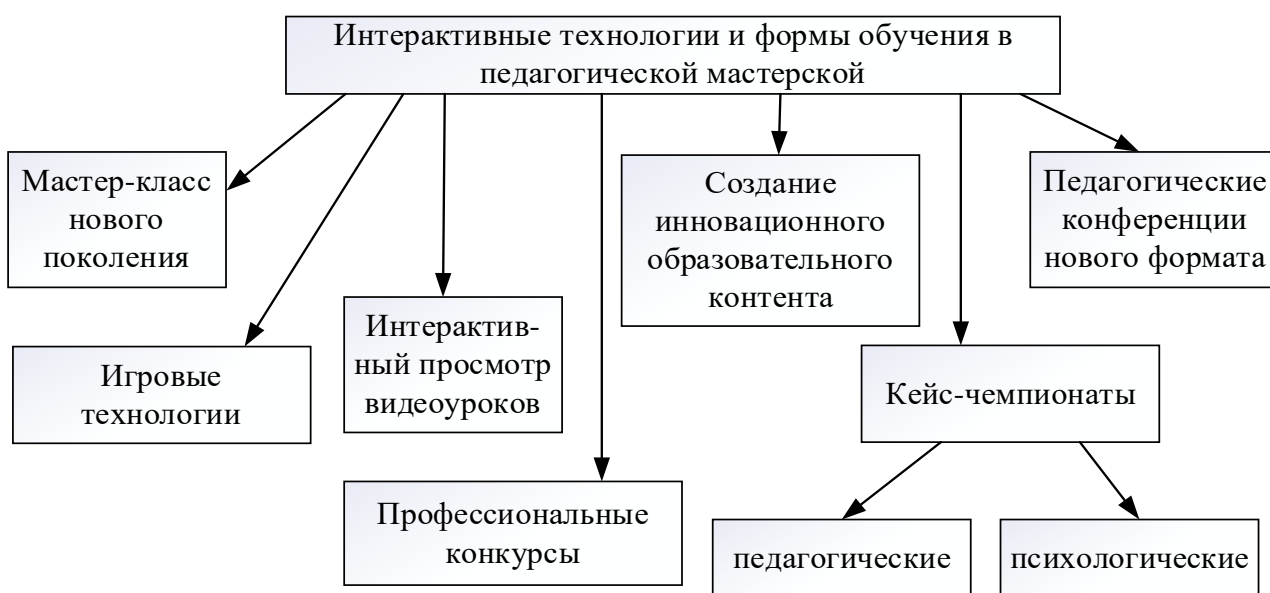 Интерактивные технологии и формы обучения в
педагогической мастерской
Мастер-класс
нового
поколения
Игровые
технологии
Интерактив-
ный просмотр
видеоуроков
Профессиональные
конкурсы
Создание
инновационного
образовательного
контента
Кейс-чемпионаты
педагогические
психологические
Педагогические
конференции
нового формата